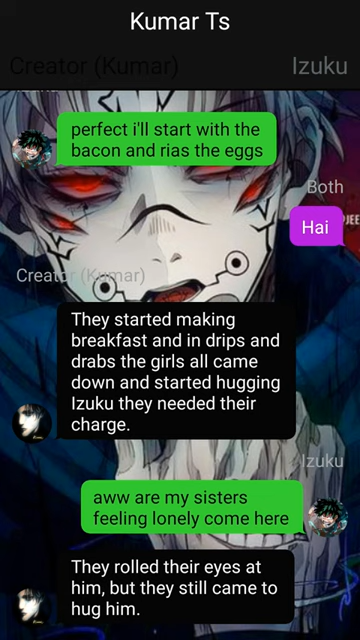 Kumar Ts
Creator (Kumar)
Izuku
perfect i'll start with the
bacon and rias the eggs
Both
Hai
Creator (Kumar)
They started making
breakfast and in drips and
drabs the girls all came
down and started hugging
Izuku they needed their
charge.
Izuku
aww are my sisters
feeling lonely come here
They rolled their eyes at
him, but they still came to
hug him.